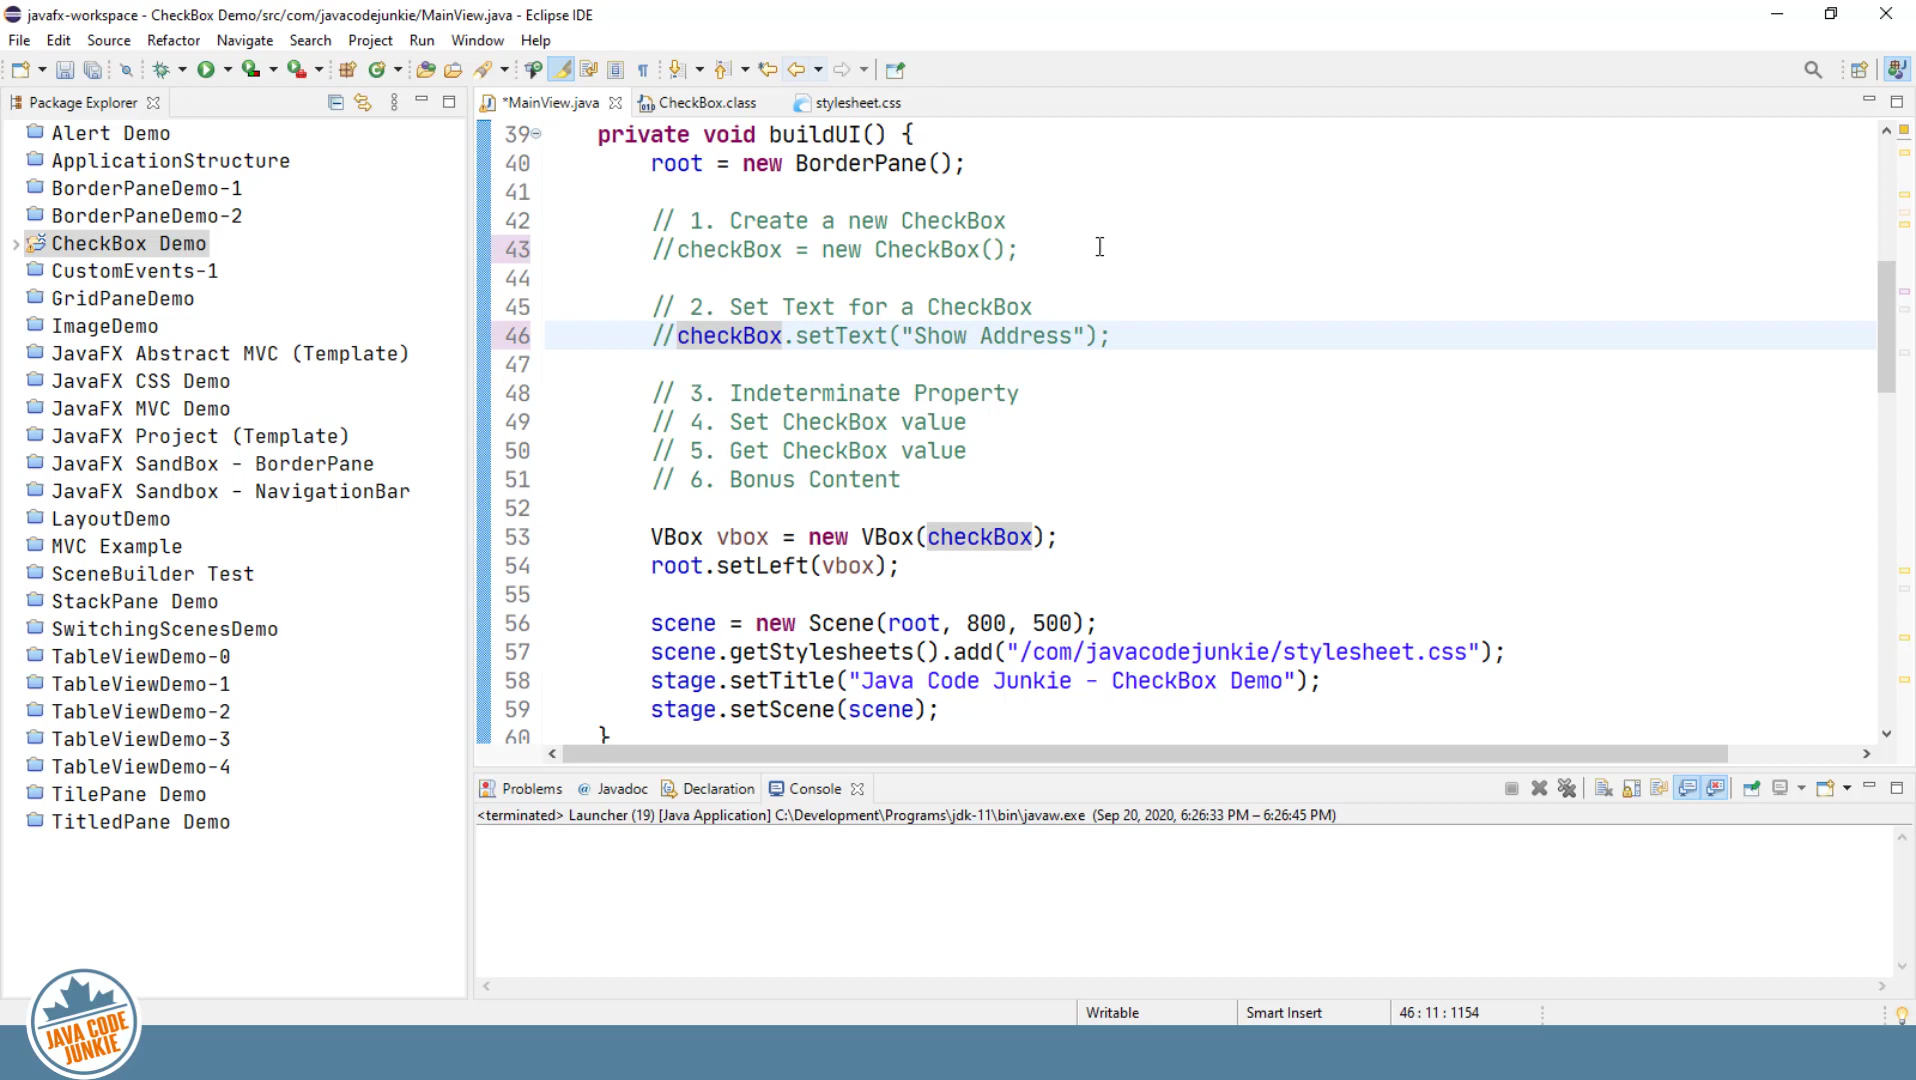 javafx-workspace - CheckBox Demo/src/com/javacodejunkie/MainView.java - Eclipse IDE
File Edit Source Refactor Navigate Search Project Run Window Help
Package Explorer
Alert Demo
ApplicationStructure
BorderPaneDemo-1
BorderPaneDemo-2
CheckBox Demo
CustomEvents-1
GridPaneDemo
ImageDemo
JavaFX Abstract MVC (Template)
JavaFX CSS Demo
JavaFX MVC Demo
JavaFX Project (Template)
JavaFX SandBox - BorderPane
JavaFX Sandbox - NavigationBar
LayoutDemo
MVC Example
SceneBuilder Test
StackPane Demo
SwitchingScenesDemo
TableViewDemo-0
TableViewDemo-1
TableViewDemo-2
TableViewDemo-3
TableViewDemo-4
TilePane Demo
TitledPane Demo
*MainView.java CheckBox.class stylesheet.css
39 private void buildUI() {
40 root = new BorderPane();
41
42 // 1. Create a new CheckBox
43 //checkBox = new CheckBox();
44
45 // 2. Set Text for a CheckBox
46 //checkBox.setText("Show Address");
47
48 // 3. Indeterminate Property
49 // 4. Set CheckBox value
50 // 5. Get CheckBox value
51 // 6. Bonus Content
52
53 VBox vbox = new VBox(checkBox);
54 root.setLeft(vbox);
55
56 scene = new Scene(root, 800, 500);
57 scene.getStylesheets().add("/com/javacodejunkie/stylesheet.css");
58 stage.setTitle("Java Code Junkie - CheckBox Demo");
59 stage.setScene(scene);
60 }
Problems @ Javadoc Declaration Console
<terminated> Launcher (19) [Java Application] C:\Development\Programs\jdk-11\bin\javaw.exe (Sep 20, 2020, 6:26:33 PM – 6:26:45 PM)
Writable Smart Insert 46 : 11 : 1154
JAVA CODE
JUNKIE